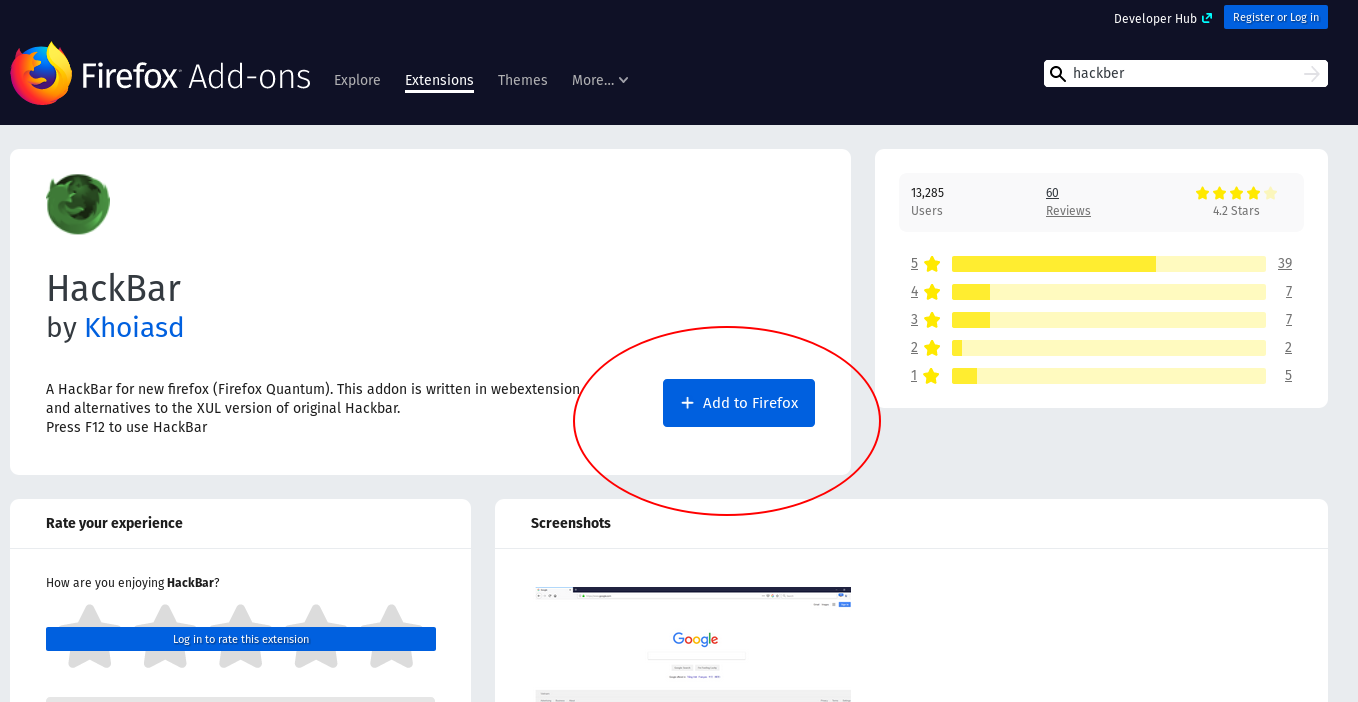 Developer Hub
Register or Log in
Firefox Add-ons
Explore
Extensions
Themes
More...
hackber
HackBar
by Khoiasd
A HackBar for new firefox (Firefox Quantum). This addon is written in webextension
and alternatives to the XUL version of original Hackbar.
Press F12 to use HackBar
Add to Firefox
13,285
Users
60
Reviews
4.2 Stars
5
39
4
7
3
7
2
2
1
5
Rate your experience
How are you enjoying HackBar?
Log in to rate this extension
Screenshots
Google